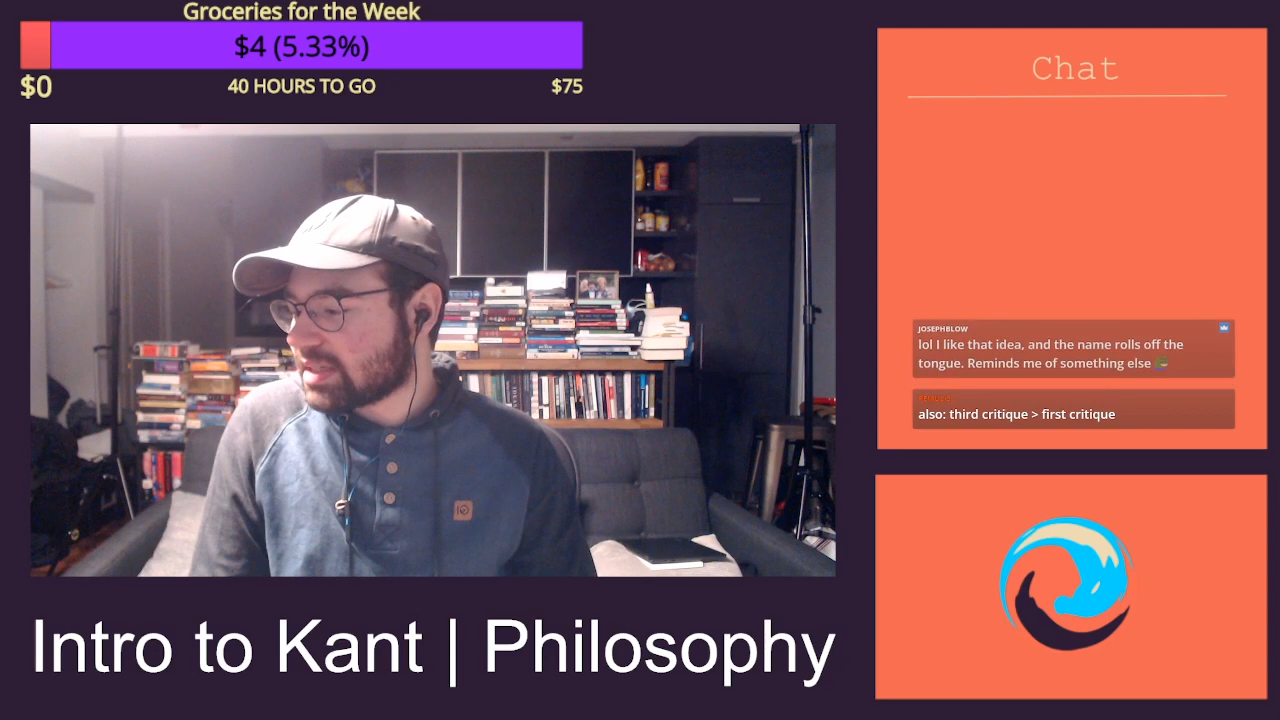 Groceries for the Week
$4 (5.33%)
$0
40 HOURS TO GO
$75
Chat
JOSEPHBLOW
lol I like that idea, and the name rolls off the
tongue. Reminds me of something else
also: third critique > first critique
Intro to Kant | Philosophy